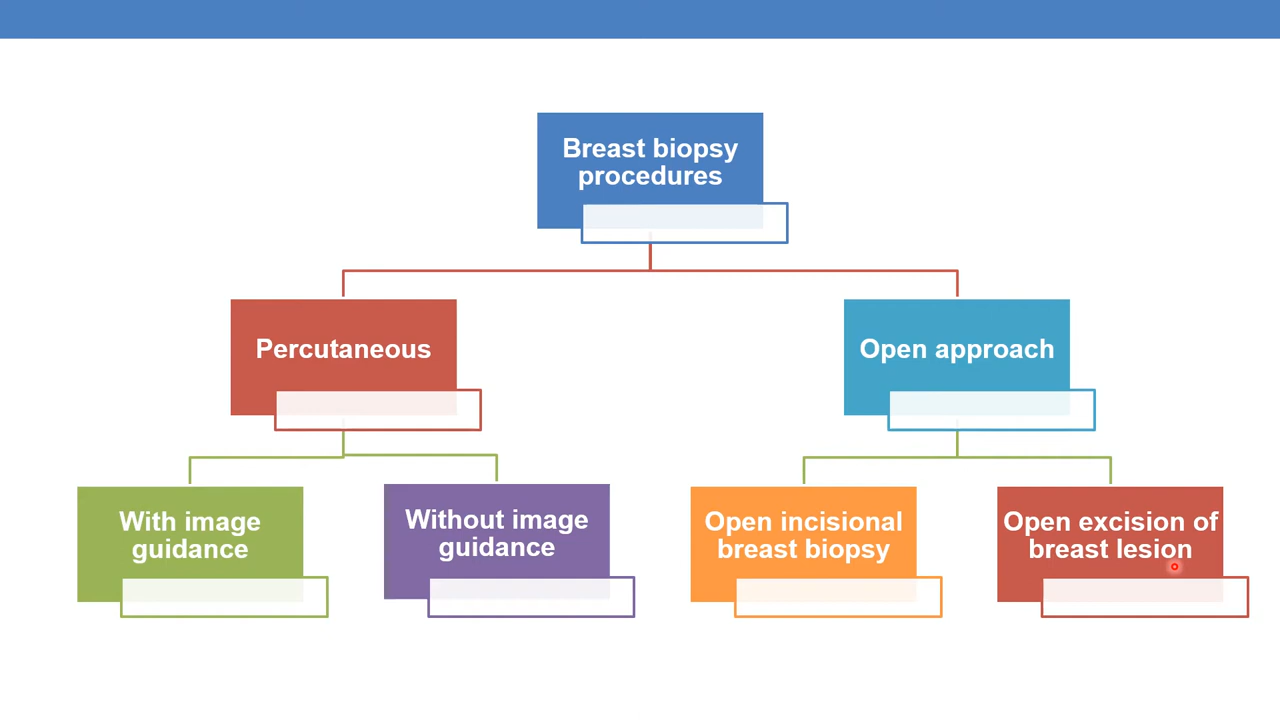 Breast biopsy
procedures
Percutaneous
Open approach
With image
guidance
Without image
guidance
Open incisional
breast biopsy
Open excision of
breast lesion